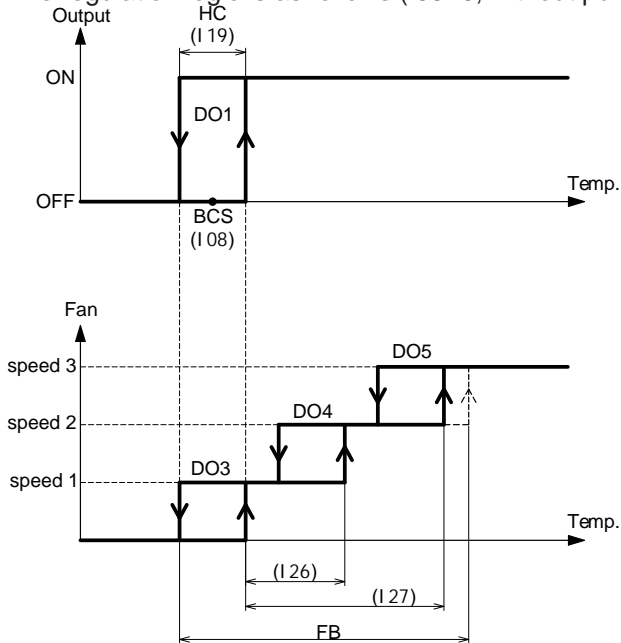 Output
HC
(I19)
ON
DO1
Temp.
OFF
BCS
(I08)
Fan
speed 3
DO5
speed 2
DO4
speed 1
DO3
Temp.
(I26)
(I27)
FB